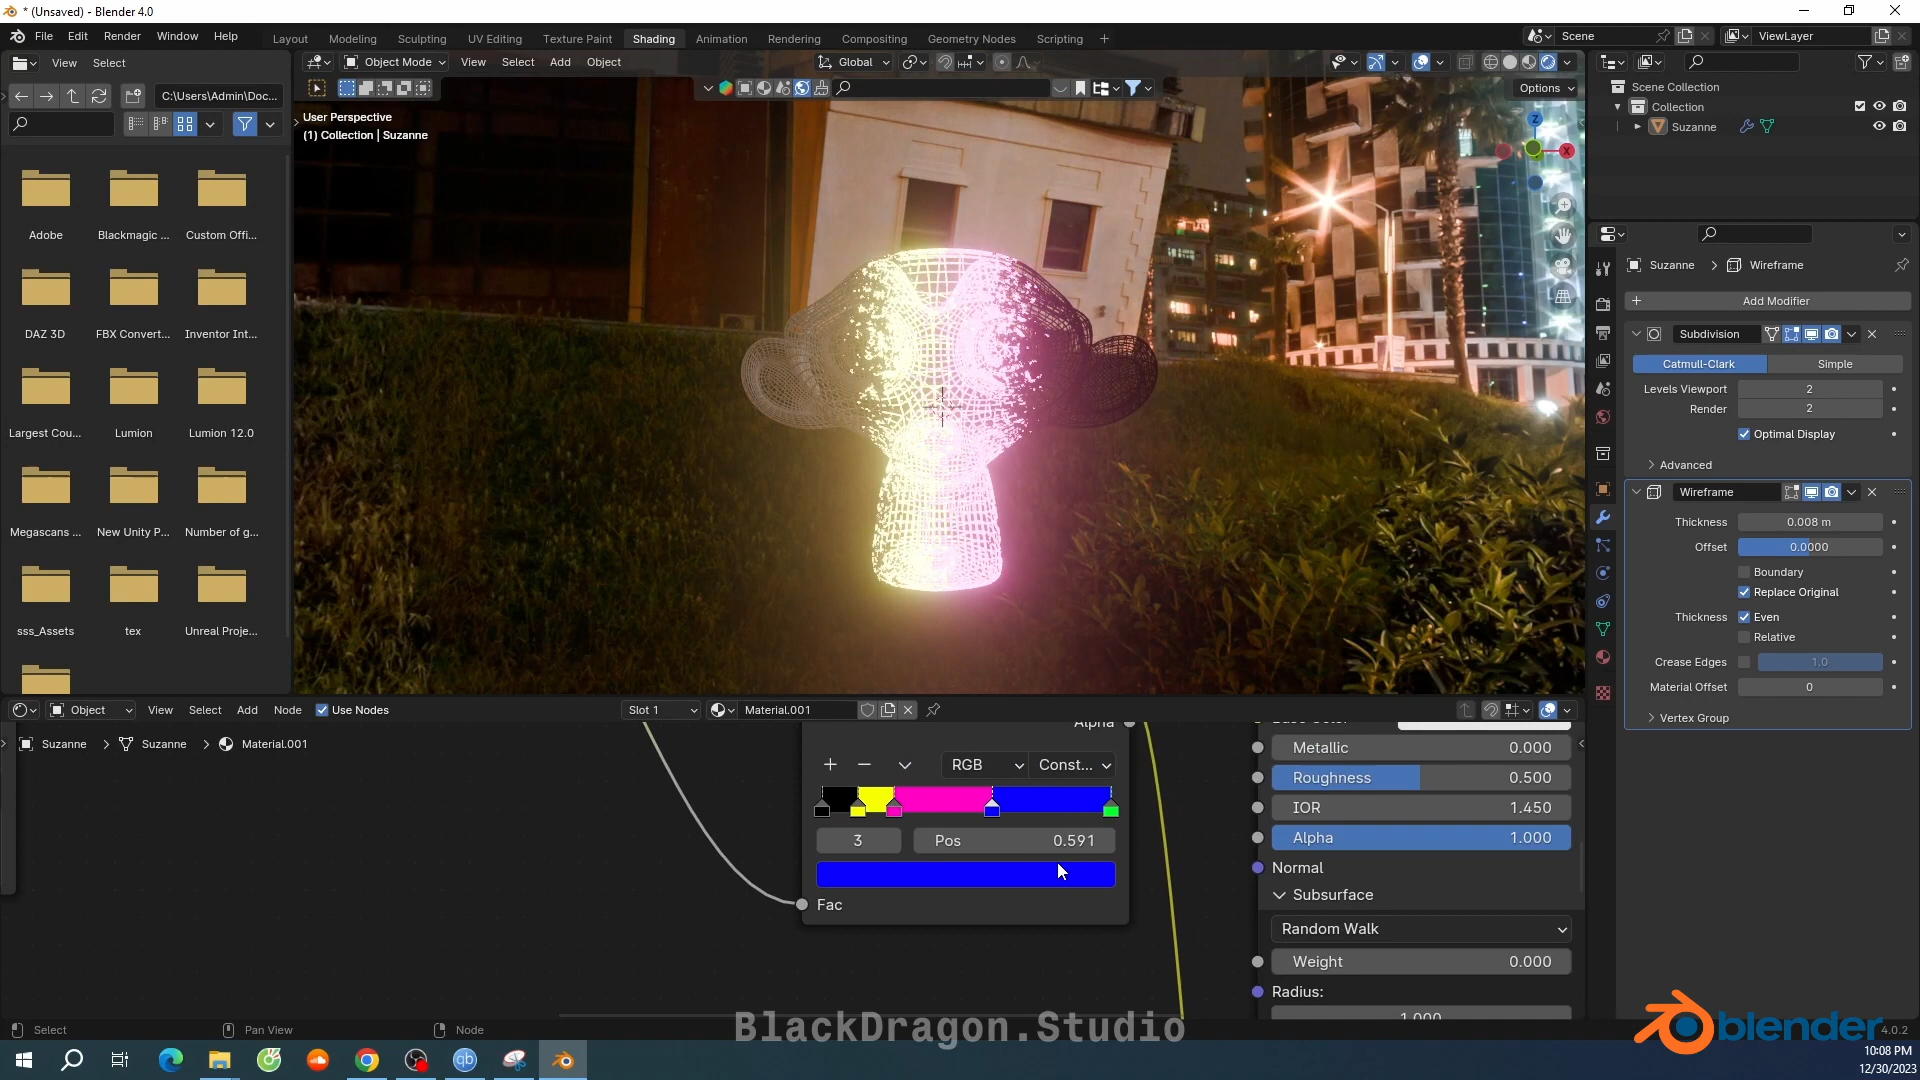 * (Unsaved) - Blender 4.0
File Edit Render Window Help
Layout Modeling Sculpting UV Editing Texture Paint Shading Animation Rendering Compositing Geometry Nodes Scripting +
Scene
ViewLayer
View Select
Object Mode View Select Add Object
Global
C:\Users\Admin\Doc...
Options
User Perspective
(1) Collection | Suzanne
Z
X
Adobe
Blackmagic ...
Custom Offi...
DAZ 3D
FBX Convert...
Inventor Int...
Largest Cou...
Lumion
Lumion 12.0
Megascans ...
New Unity P...
Number of g...
sss_Assets
tex
Unreal Proje...
Scene Collection
Collection
Suzanne
Suzanne > Wireframe
Add Modifier
Subdivision
Catmull-Clark
Simple
Levels Viewport 2
Render 2
Optimal Display
Advanced
Wireframe
Thickness 0.008 m
Offset 0.0000
Boundary
Replace Original
Thickness Even
Relative
Crease Edges 1.0
Material Offset 0
Vertex Group
Object View Select Add Node Use Nodes
Slot 1
Material.001
Suzanne > Suzanne > Material.001
Alpha
RGB
Const...
3
Pos 0.591
Fac
Metallic 0.000
Roughness 0.500
IOR 1.450
Alpha 1.000
Normal
Subsurface
Random Walk
Weight 0.000
Radius:
1.000
Select
Pan View
Node
BlackDragon.Studio
blender
4.0.2
10:08 PM
12/30/2023